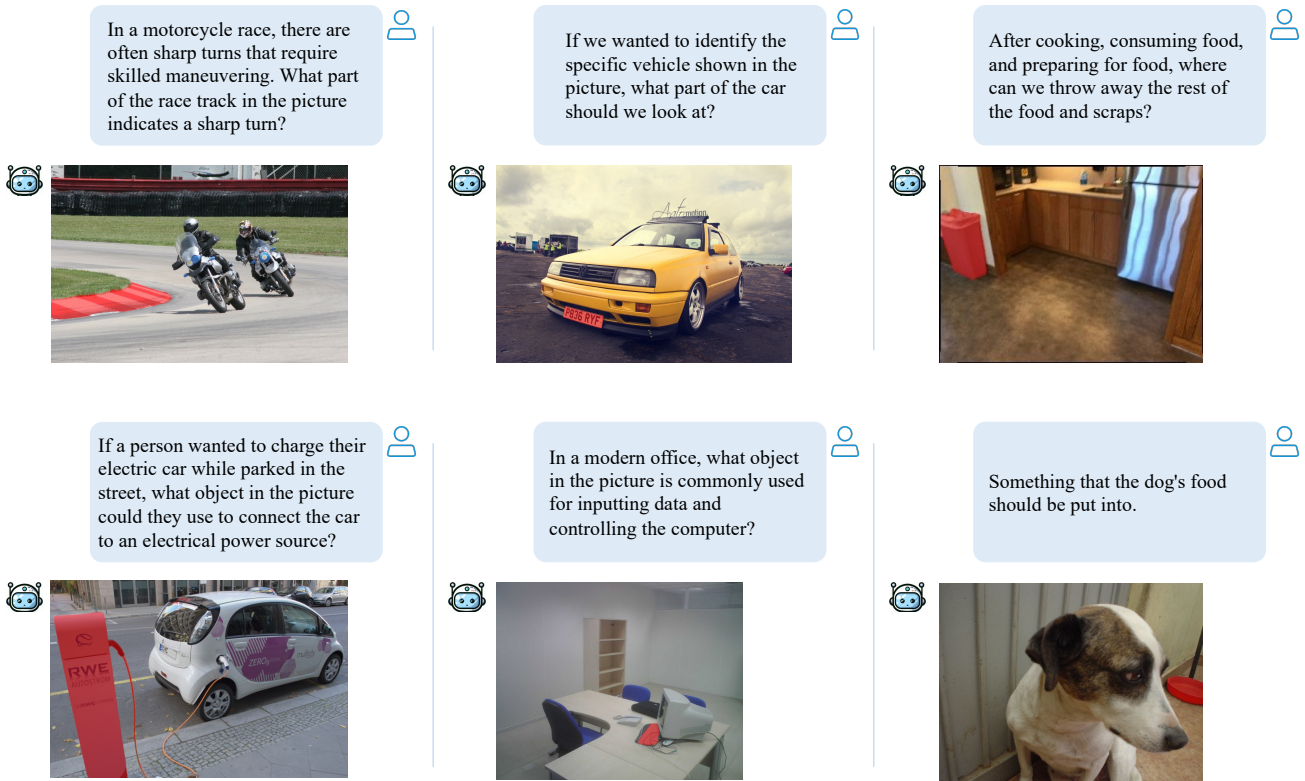 In a motorcycle race, there are
often sharp turns that require
skilled maneuvering. What part
of the race track in the picture
indicates a sharp turn?
If we wanted to identify the
specific vehicle shown in the
picture, what part of the car
should we look at?
After cooking, consuming food,
and preparing for food, where
can we throw away the rest of
the food and scraps?
P836 RYF
If a person wanted to charge their
electric car while parked in the
street, what object in the picture
could they use to connect the car
to an electrical power source?
In a modern office, what object
in the picture is commonly used
for inputting data and
controlling the computer?
Something that the dog's food
should be put into.
RWE
ZERO